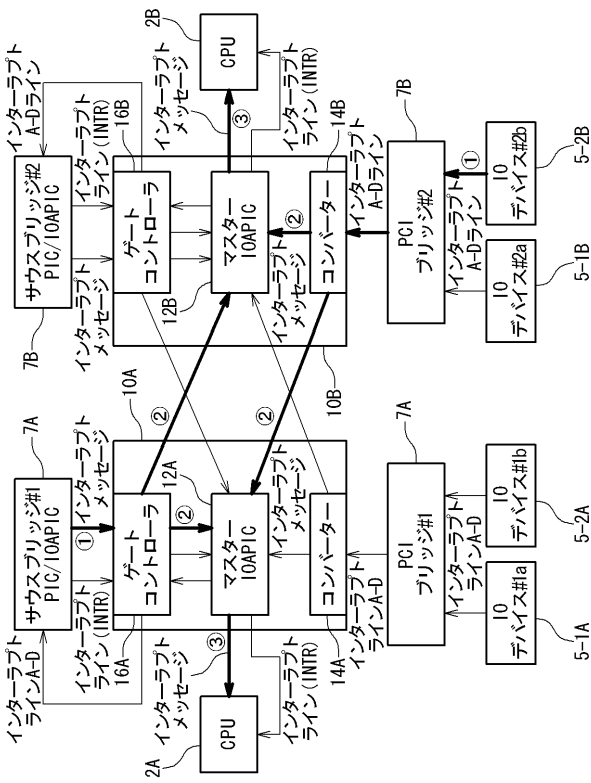 インターラプト
ラインA-D
サウスブリッジ#1
PIC/IOAPIC
7A
インターラプト
ライン(INTR)
①
インターラプト
メッセージ
16A
ゲート
コントローラ
10A
②
インターラプト
メッセージ
③
マスター
IOAPIC
12A
2A
CPU
インターラプト
ライン(INTR)
インターラプト
メッセージ
14A
コンバーター
インターラプト
ラインA-D
PCI
ブリッジ#1
7A
インターラプト
ラインA-D
IO
デバイス#1a
5-1A
IO
デバイス#1b
5-2A
サウスブリッジ#2
PIC/IOAPIC
7B
インターラプト
A-Dライン
インターラプト
メッセージ
インターラプト
ライン(INTR)
16B
ゲート
コントローラ
②
12B
マスター
IOAPIC
インターラプト
メッセージ
③
2B
CPU
インターラプト
ライン(INTR)
②
インターラプト
メッセージ
②
コンバーター
14B
10B
インターラプト
A-Dライン
PCI
ブリッジ#2
7B
インターラプト
A-Dライン
①
IO
デバイス#2a
5-1B
IO
デバイス#2b
5-2B